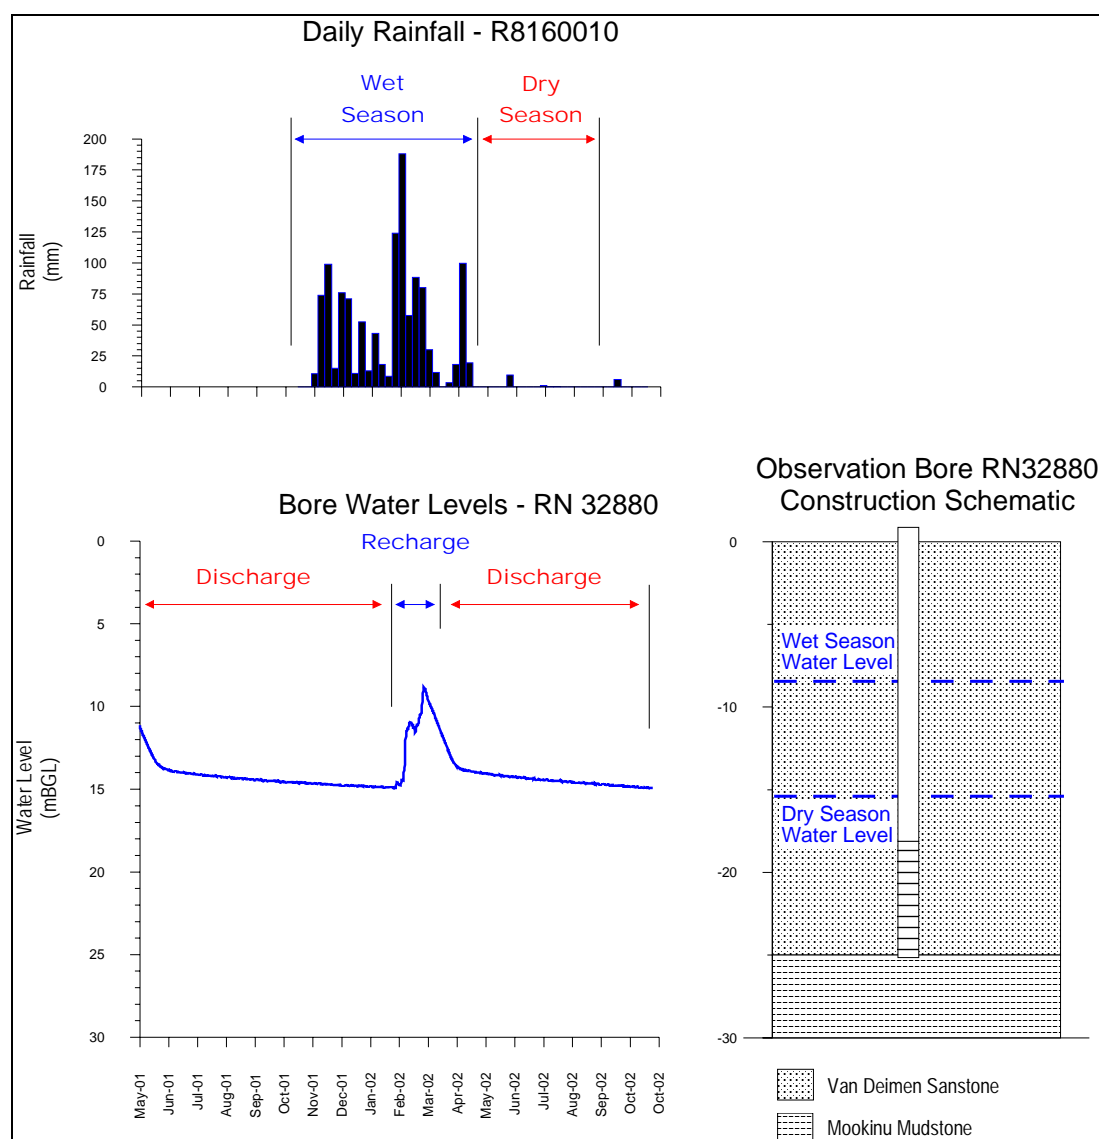 Daily Rainfall - R8160010
Wet
Season
Dry
Season
200
175
150
125
100
75
50
25
0
Rainfall
(mm)
Bore Water Levels - RN 32880
Recharge
Discharge
Discharge
0
5
10
15
20
25
30
Water Level
(mBGL)
May-01
Jun-01
Jul-01
Aug-01
Sep-01
Oct-01
Nov-01
Dec-01
Jan-02
Feb-02
Mar-02
Apr-02
May-02
Jun-02
Jul-02
Aug-02
Sep-02
Oct-02
Oct-02
Observation Bore RN32880
Construction Schematic
0
-10
-20
-30
Wet Season
Water Level
Dry Season
Water Level
Van Deimen Sanstone
Mookinu Mudstone